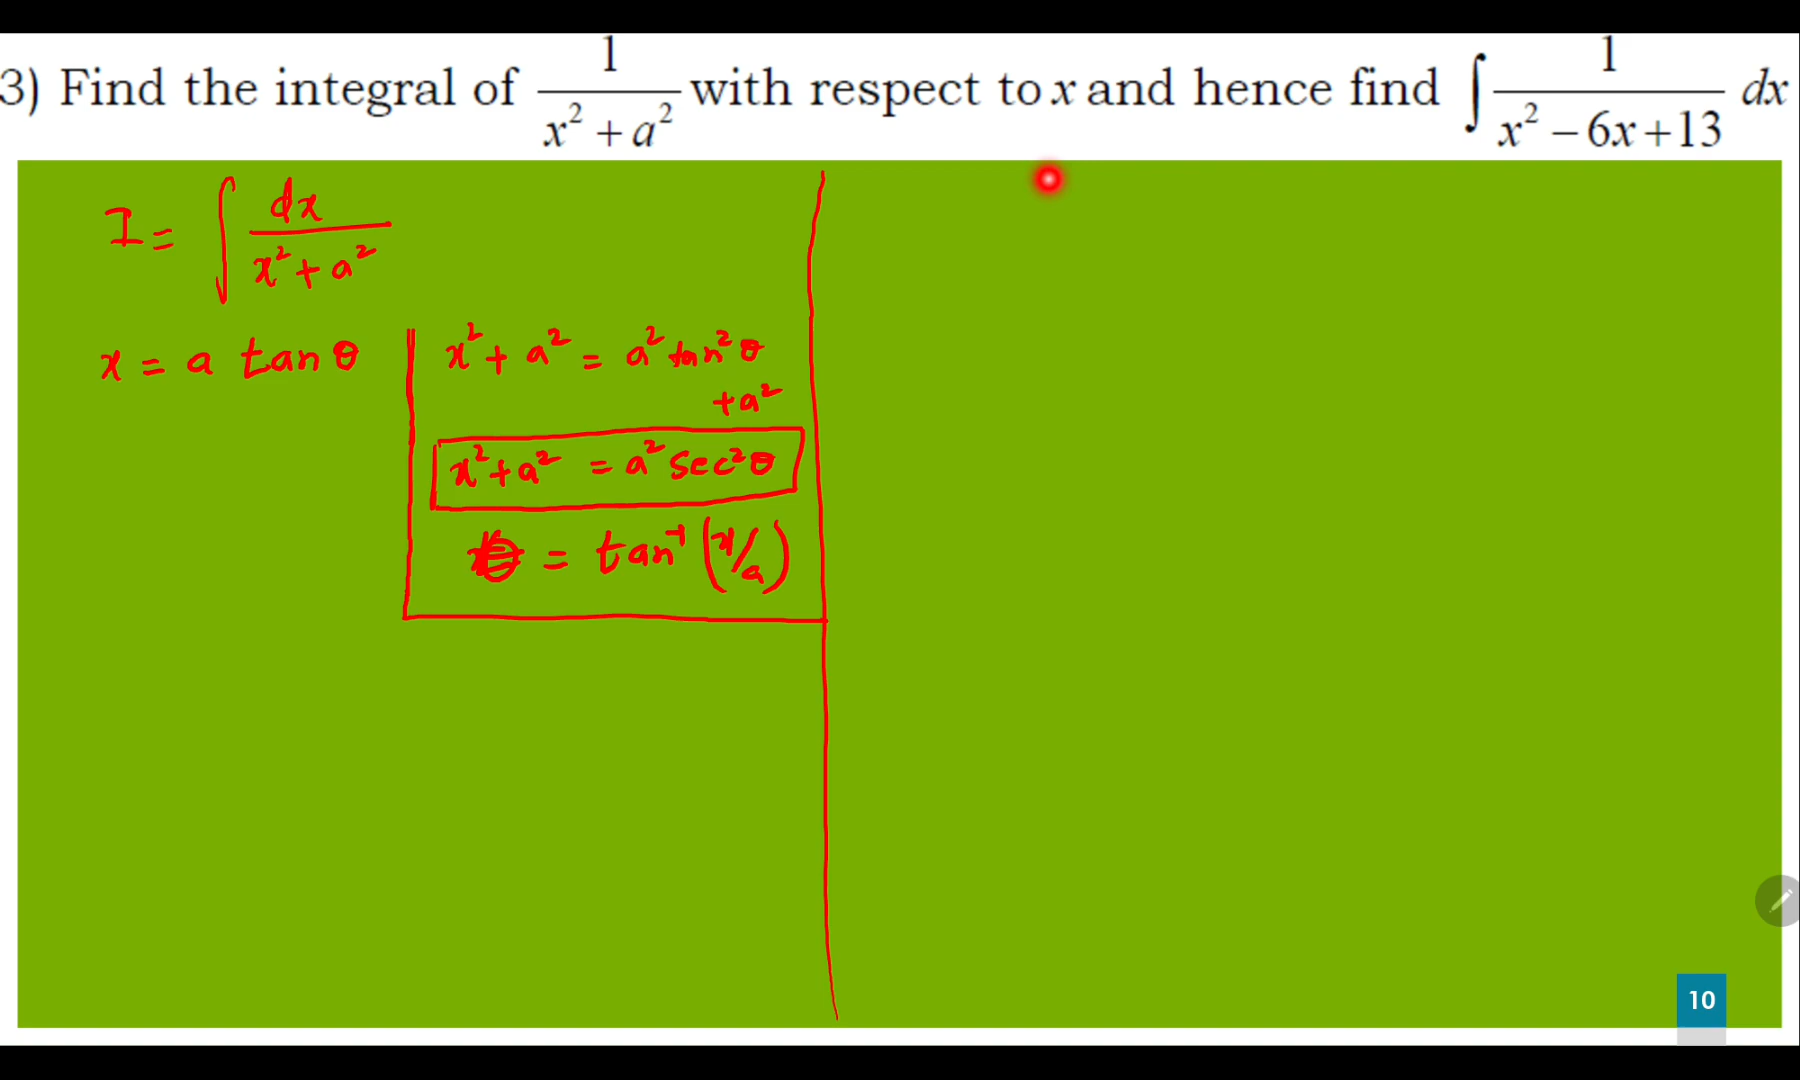 3) Find the integral of 1/(x² + a²) with respect to x and hence find ∫ 1/(x² − 6x + 13) dx
I = ∫ dx/(x² + a²)
x = a tan θ
x² + a² = a² tan² θ
+ a²
x² + a² = a² sec² θ
θ = tan⁻¹ (x/a)
10